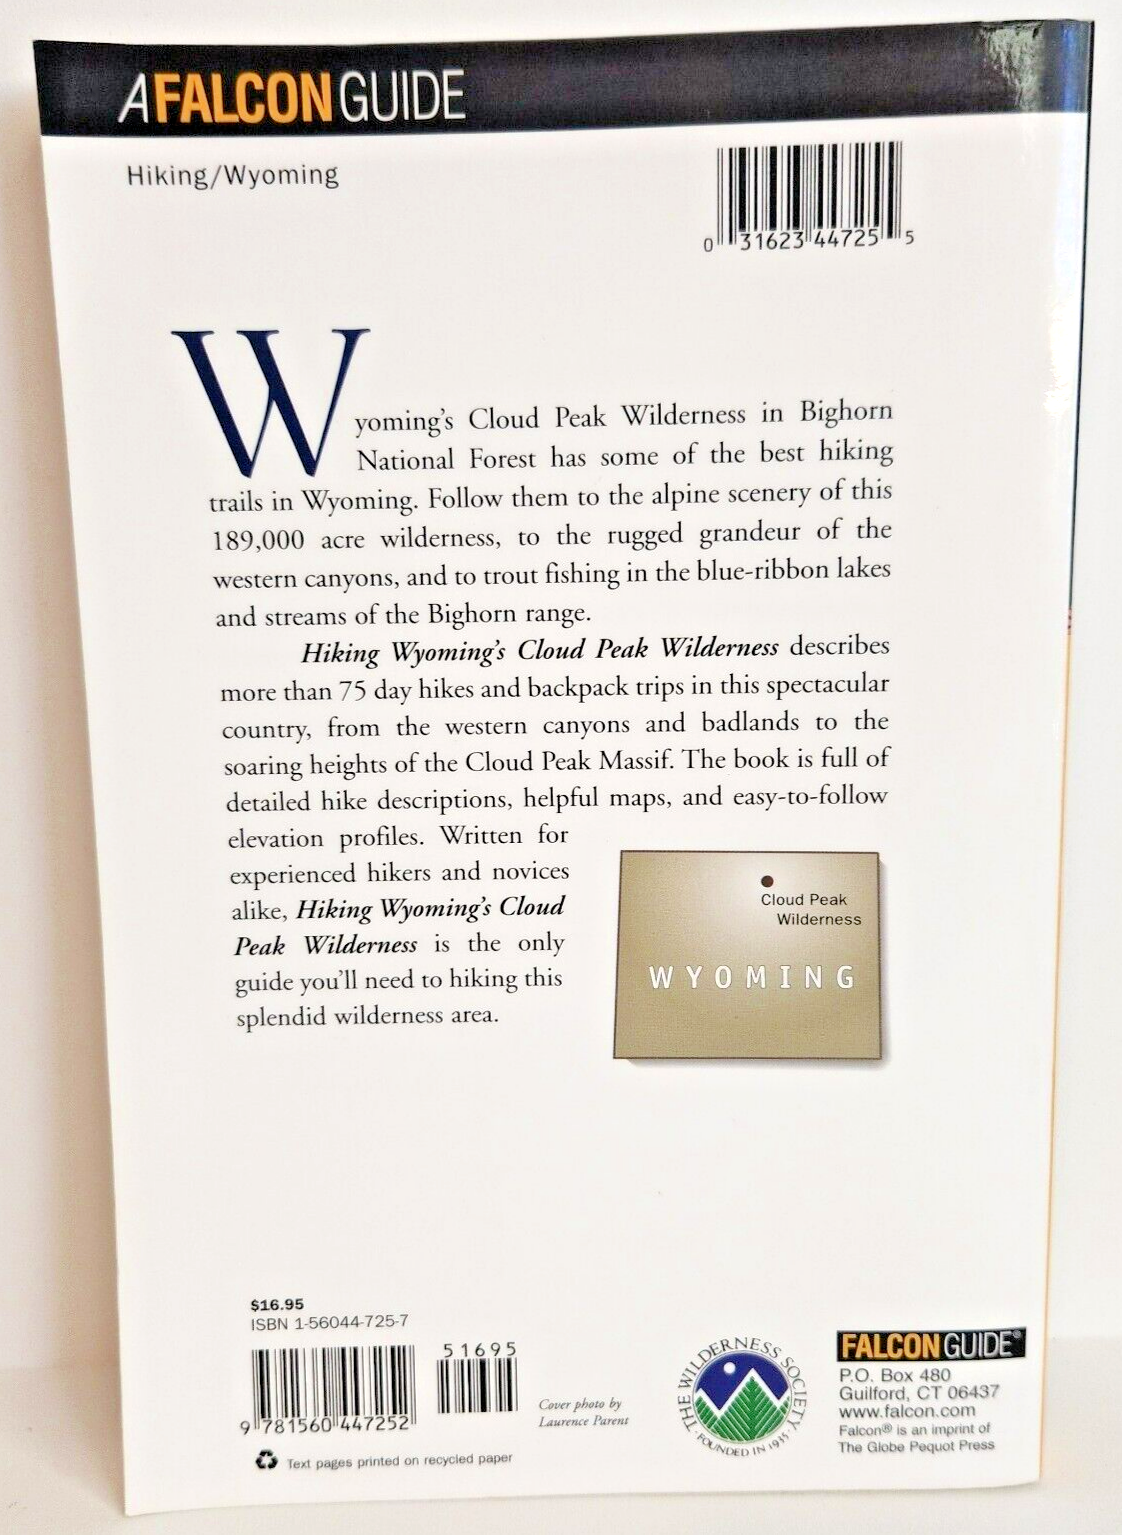 A FALCON GUIDE
Hiking/Wyoming
0 31623 44725 5
Wyoming's Cloud Peak Wilderness in Bighorn
National Forest has some of the best hiking
trails in Wyoming. Follow them to the alpine scenery of this
189,000 acre wilderness, to the rugged grandeur of the
western canyons, and to trout fishing in the blue-ribbon lakes
and streams of the Bighorn range.
Hiking Wyoming's Cloud Peak Wilderness describes
more than 75 day hikes and backpack trips in this spectacular
country, from the western canyons and badlands to the
soaring heights of the Cloud Peak Massif. The book is full of
detailed hike descriptions, helpful maps, and easy-to-follow
elevation profiles. Written for
experienced hikers and novices
alike, Hiking Wyoming's Cloud
Peak Wilderness is the only
guide you'll need to hiking this
splendid wilderness area.
Cloud Peak
Wilderness
WYOMING
$16.95
ISBN 1-56044-725-7
51695
9 781560 447252
Cover photo by
Laurence Parent
Text pages printed on recycled paper
THE WILDERNESS SOCIETY
· FOUNDED IN 1935 ·
FALCON GUIDE®
P.O. Box 480
Guilford, CT 06437
www.falcon.com
Falcon® is an imprint of
The Globe Pequot Press